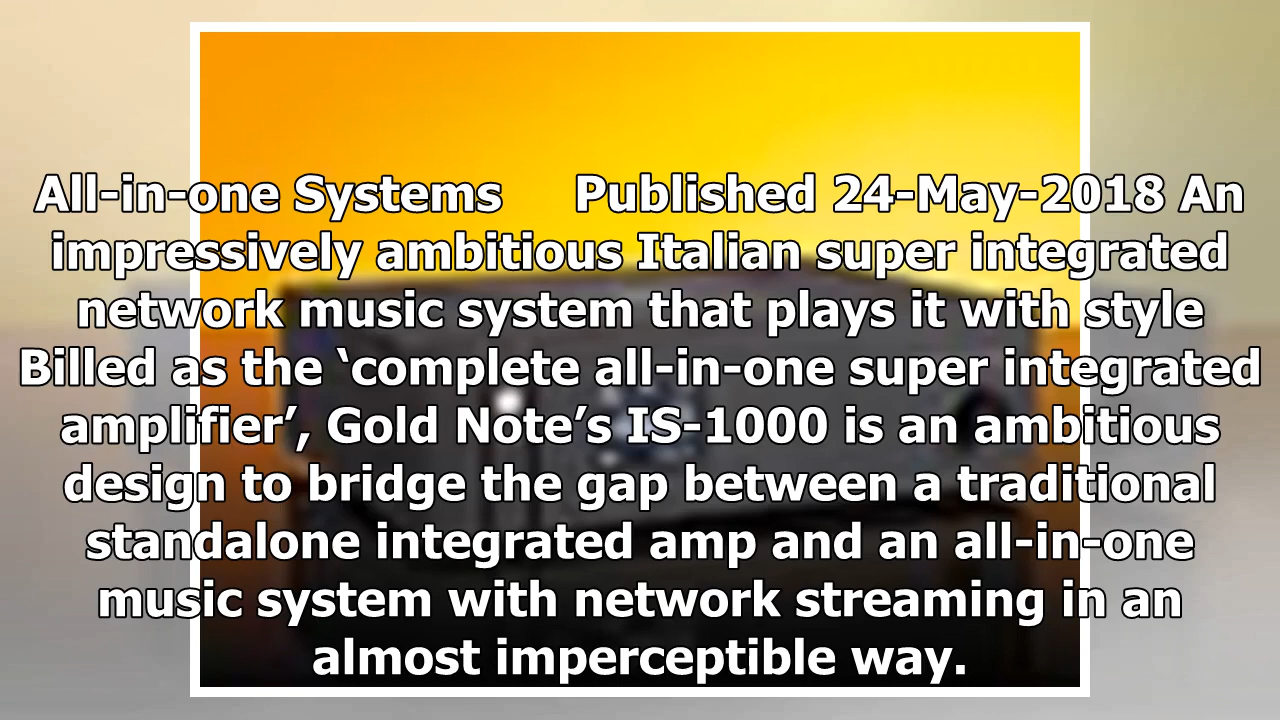 All-in-one Systems Published 24-May-2018 An
impressively ambitious Italian super integrated
network music system that plays it with style
Billed as the ‘complete all-in-one super integrated
amplifier’, Gold Note’s IS-1000 is an ambitious
design to bridge the gap between a traditional
standalone integrated amp and an all-in-one
music system with network streaming in an
almost imperceptible way.